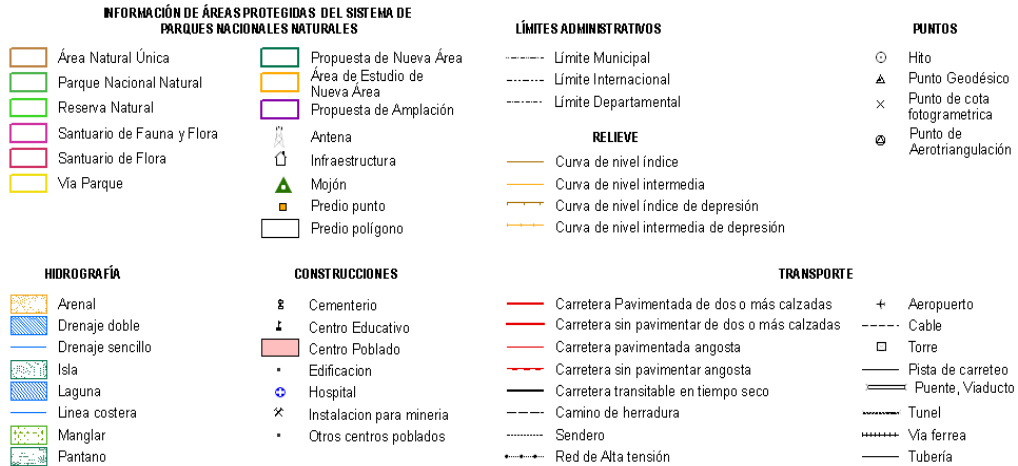 INFORMACIÓN DE ÁREAS PROTEGIDAS DEL SISTEMA DE
PARQUES NACIONALES NATURALES
Área Natural Única
Parque Nacional Natural
Reserva Natural
Santuario de Fauna y Flora
Santuario de Flora
Vía Parque
Propuesta de Nueva Área
Área de Estudio de
Nueva Área
Propuesta de Amplación
Antena
Infraestructura
Mojón
Predio punto
Predio polígono
LÍMITES ADMINISTRATIVOS
Límite Municipal
Límite Internacional
Límite Departamental
RELIEVE
Curva de nivel índice
Curva de nivel intermedia
Curva de nivel índice de depresión
Curva de nivel intermedia de depresión
PUNTOS
Hito
Punto Geodésico
Punto de cota
fotogrametrica
Punto de
Aerotriangulación
HIDROGRAFÍA
Arenal
Drenaje doble
Drenaje sencillo
Isla
Laguna
Linea costera
Manglar
Pantano
CONSTRUCCIONES
Cementerio
Centro Educativo
Centro Poblado
Edificacion
Hospital
Instalacion para mineria
Otros centros poblados
TRANSPORTE
Carretera Pavimentada de dos o más calzadas
Carretera sin pavimentar de dos o más calzadas
Carretera pavimentada angosta
Carretera sin pavimentar angosta
Carretera transitable en tiempo seco
Camino de herradura
Sendero
Red de Alta tensión
Aeropuerto
Cable
Torre
Pista de carreteo
Puente, Viaducto
Tunel
Vía ferrea
Tubería